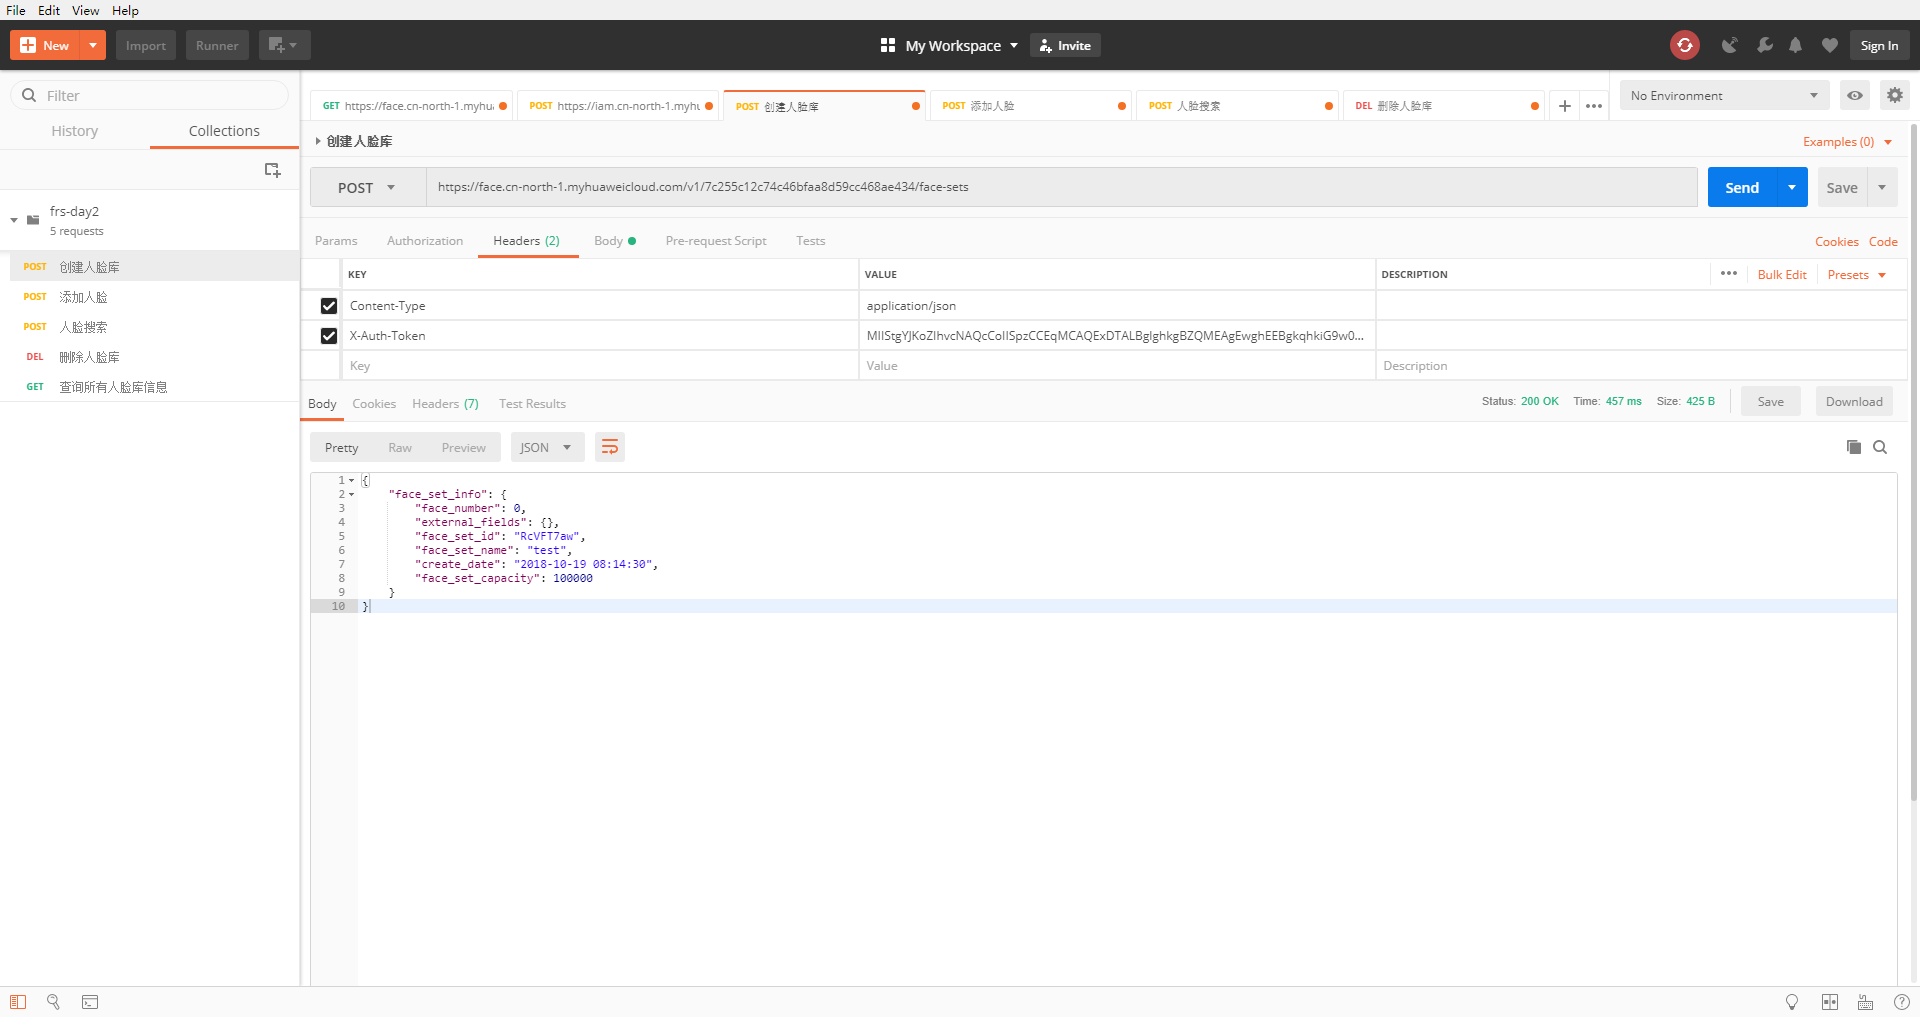 File Edit View Help
New Import Runner My Workspace Invite Sign In
Filter
History Collections
frs-day2
5 requests
POST 创建人脸库
POST 添加人脸
POST 人脸搜索
DEL 删除人脸库
GET 查询所有人脸库信息
GET https://face.cn-north-1.myhu POST https://iam.cn-north-1.myhu POST 创建人脸库 POST 添加人脸 POST 人脸搜索 DEL 删除人脸库 No Environment
创建人脸库 Examples (0)
POST https://face.cn-north-1.myhuaweicloud.com/v1/7c255c12c74c46bfaa8d59cc468ae434/face-sets Send Save
Params Authorization Headers (2) Body Pre-request Script Tests Cookies Code
KEY VALUE DESCRIPTION Bulk Edit Presets
Content-Type application/json
X-Auth-Token
Key Value Description
Body Cookies Headers (7) Test Results Status: 200 OK Time: 457 ms Size: 425 B Save Download
Pretty Raw Preview JSON
1 {
2 "face_set_info": {
3 "face_number": 0,
4 "external_fields": {},
5 "face_set_id": "RcVFT7aw",
6 "face_set_name": "test",
7 "create_date": "2018-10-19 08:14:30",
8 "face_set_capacity": 100000
9 }
10 }